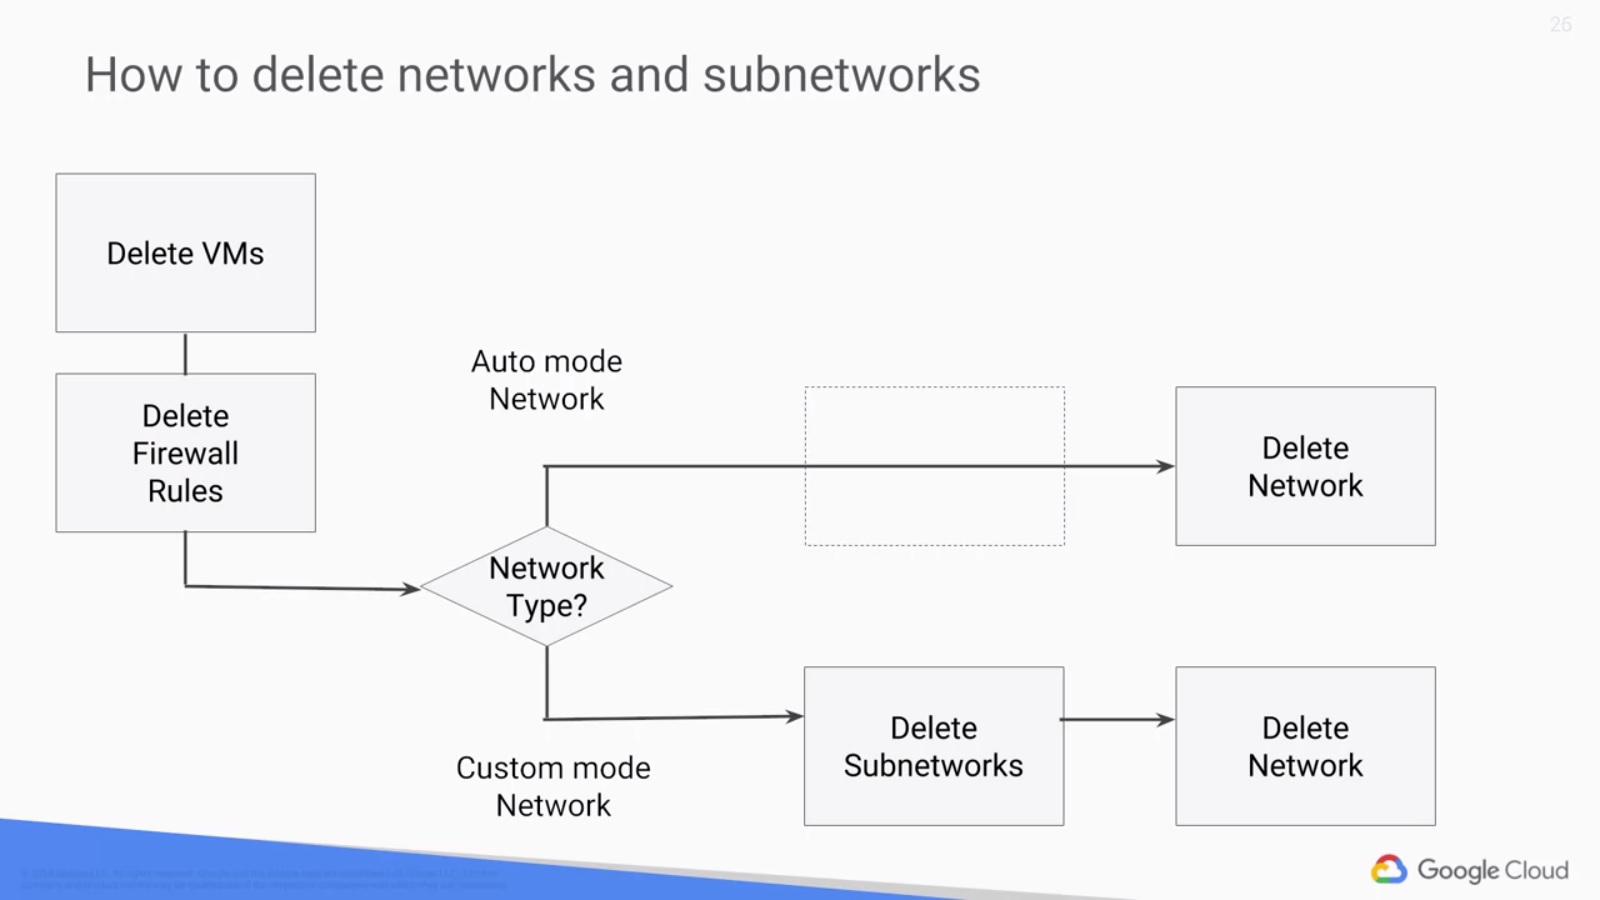 26
How to delete networks and subnetworks
Delete VMs
Delete
Firewall
Rules
Auto mode
Network
Network
Type?
Delete
Network
Custom mode
Network
Delete
Subnetworks
Delete
Network
Google Cloud